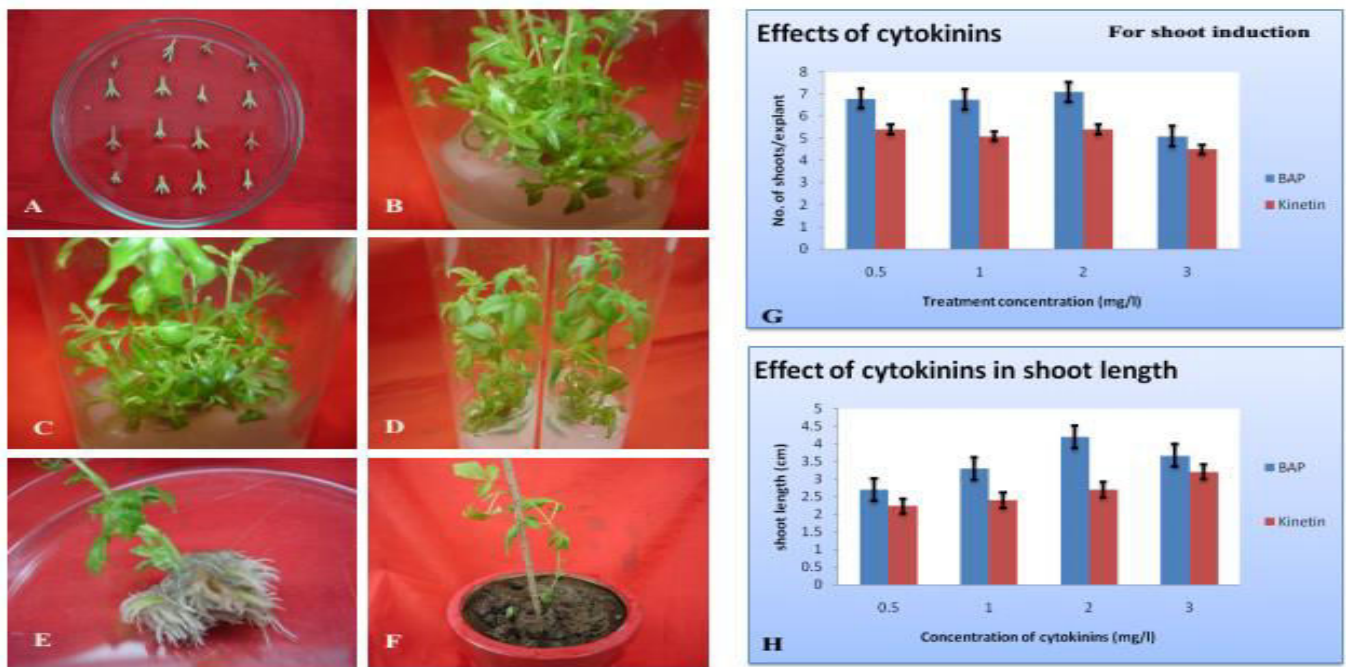 A
B
C
D
E
F
Effects of cytokinins
For shoot induction
No. of shoots/explant
8
7
6
5
4
3
2
1
0
0.5 1 2 3
Treatment concentration (mg/l)
BAP
Kinetin
G
Effect of cytokinins in shoot length
shoot length (cm)
5
4.5
4
3.5
3
2.5
2
1.5
1
0.5
0
0.5 1 2 3
Concentration of cytokinins (mg/l)
BAP
Kinetin
H